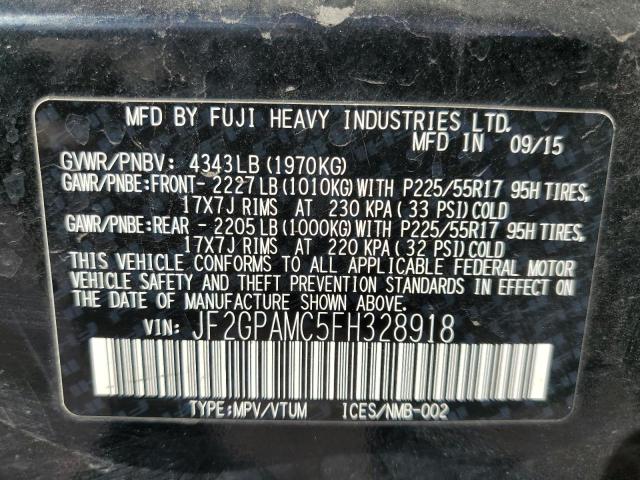 MFD BY FUJI HEAVY INDUSTRIES LTD.
MFD IN 09/15
GVWR/PNBV: 4343LB (1970KG)
GAWR/PNBE:FRONT- 2227LB (1010KG) WITH P225/55R17 95H TIRES,
17X7J RIMS AT 230 KPA ( 33 PSI) COLD
GAWR/PNBE:REAR - 2205LB (1000KG) WITH P225/55R17 95H TIRES,
17X7J RIMS AT 220 KPA ( 32 PSI) COLD
THIS VEHICLE CONFORMS TO ALL APPLICABLE FEDERAL MOTOR
VEHICLE SAFETY AND THEFT PREVENTION STANDARDS IN EFFECT ON
THE DATE OF MANUFACTURE SHOWN ABOVE.
VIN: JF2GPAMC5FH328918
TYPE:MPV/VTUM ICES/NMB-002